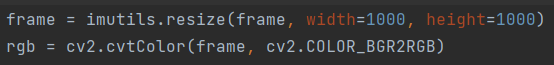 frame = imutils.resize(frame, width=1000, height=1000)
rgb = cv2.cvtColor(frame, cv2.COLOR_BGR2RGB)